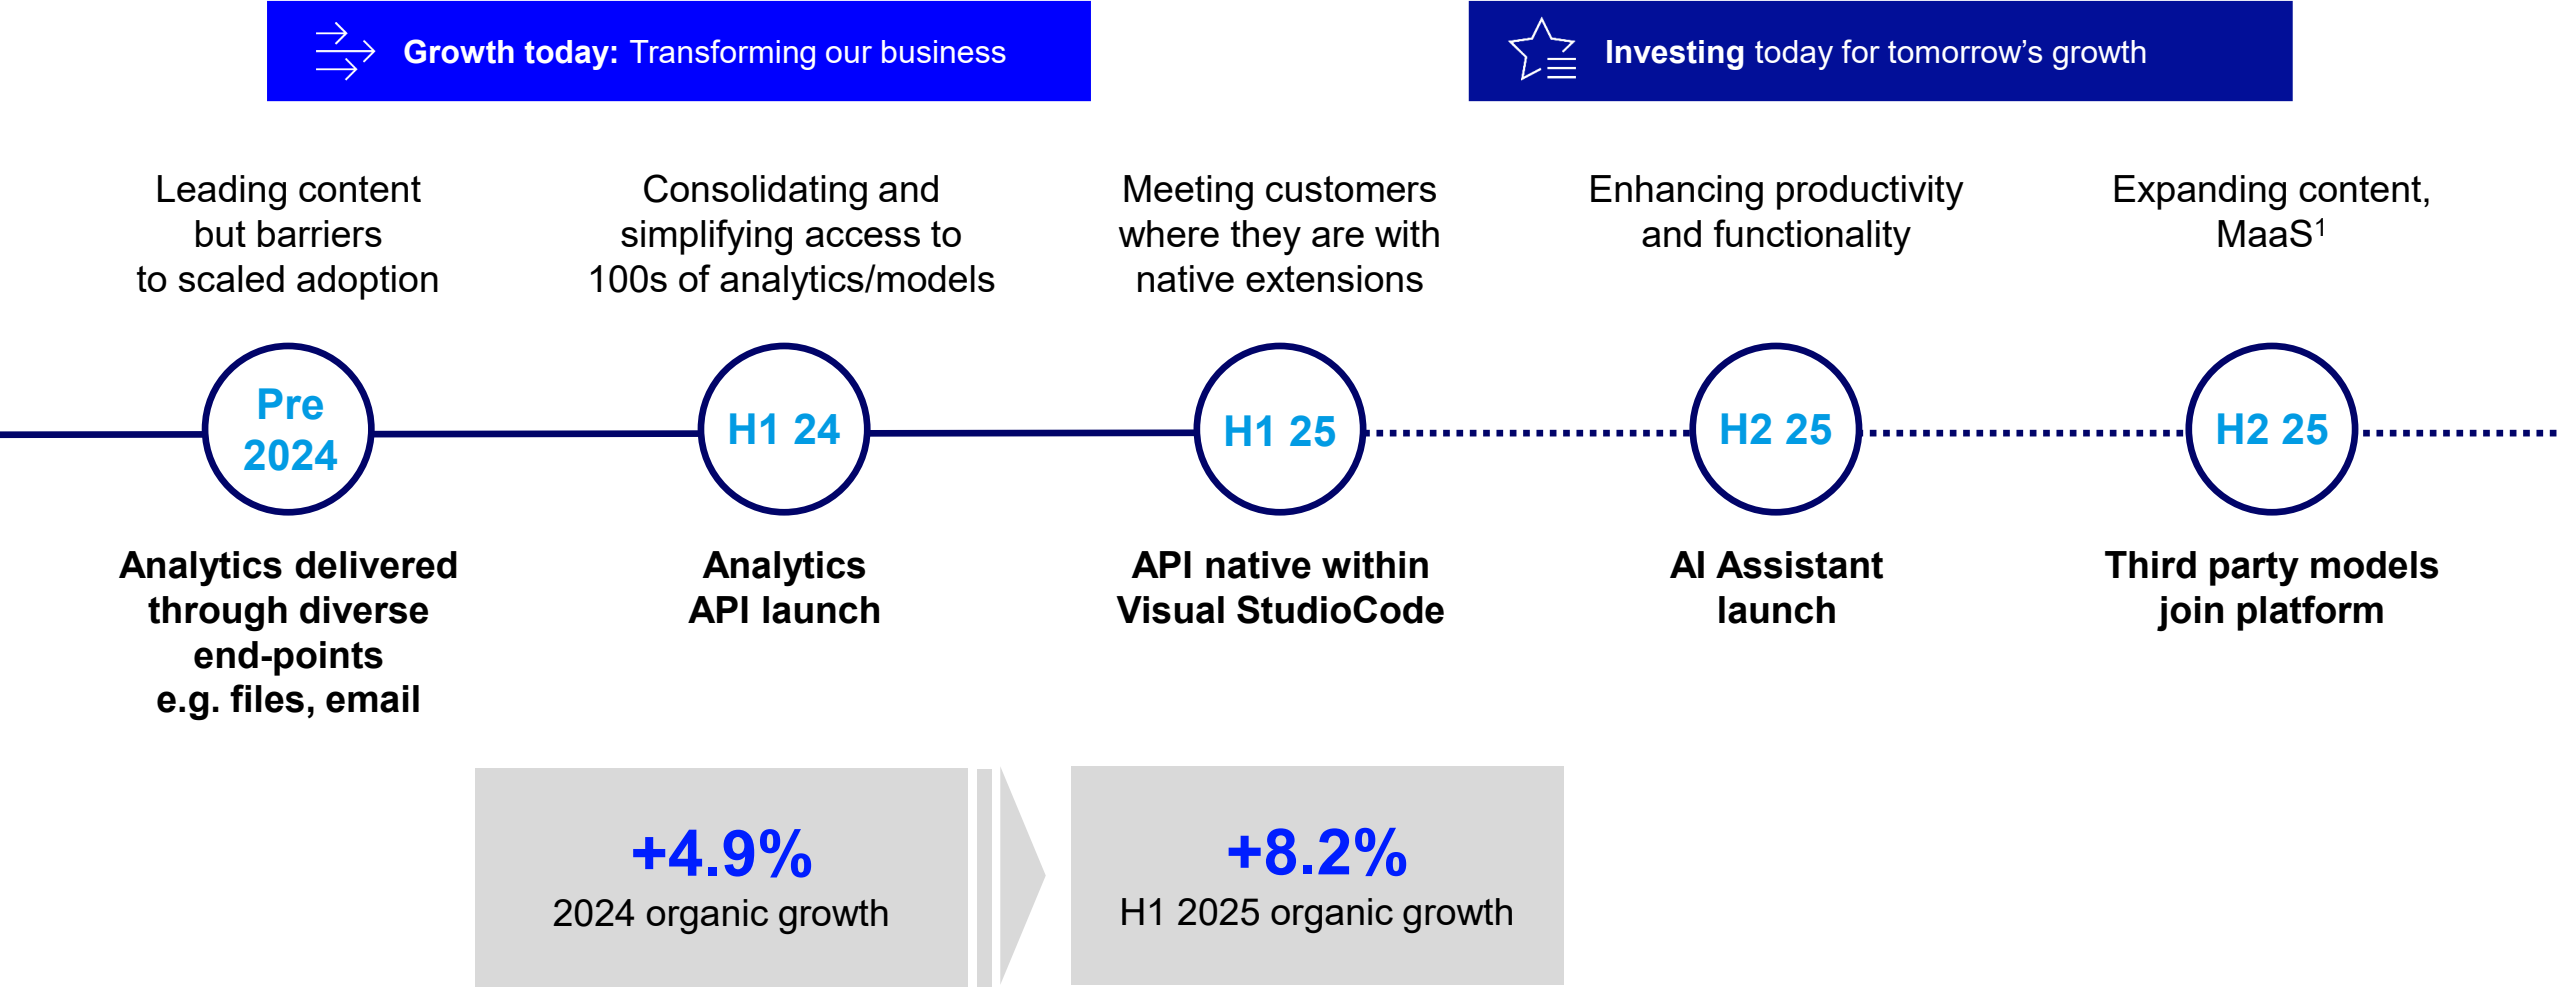 Growth today: Transforming our business
Investing today for tomorrow’s growth
Leading content
but barriers
to scaled adoption
Consolidating and
simplifying access to
100s of analytics/models
Meeting customers
where they are with
native extensions
Enhancing productivity
and functionality
Expanding content,
MaaS¹
Pre
2024
H1 24
H1 25
H2 25
H2 25
Analytics delivered
through diverse
end-points
e.g. files, email
Analytics
API launch
API native within
Visual StudioCode
AI Assistant
launch
Third party models
join platform
+4.9%
2024 organic growth
+8.2%
H1 2025 organic growth